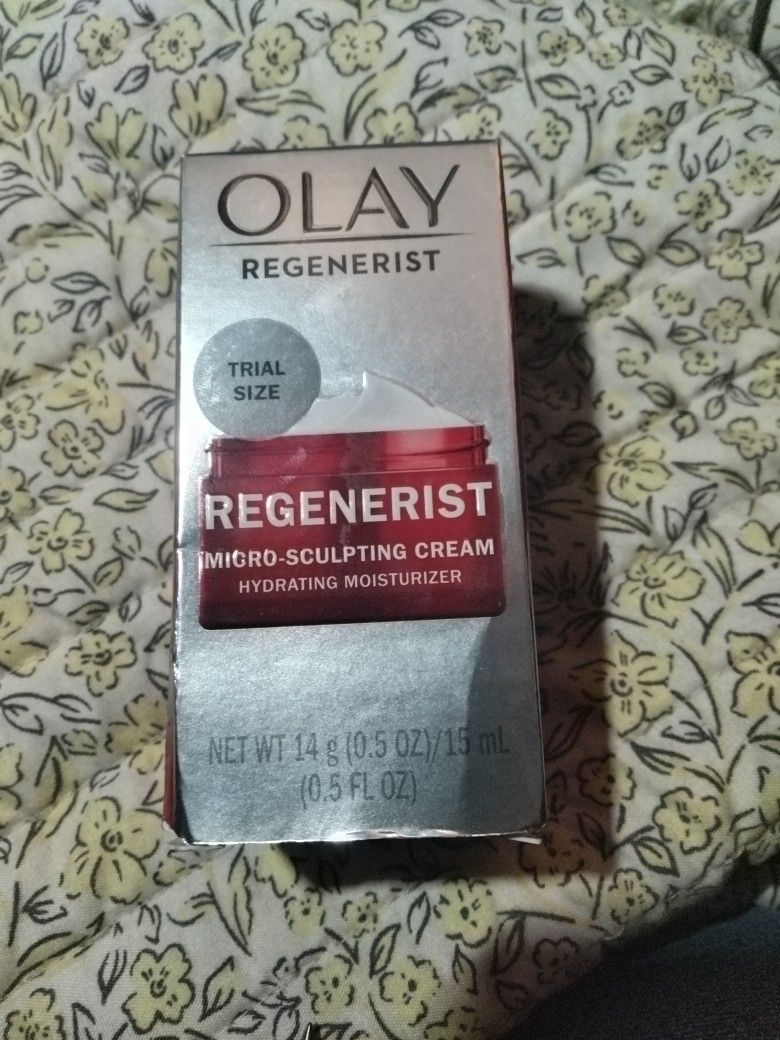 OLAY
REGENERIST
TRIAL
SIZE
REGENERIST
MICRO-SCULPTING CREAM
HYDRATING MOISTURIZER
NET WT 14 g (0.5 OZ)/15 mL
(0.5 FL OZ)